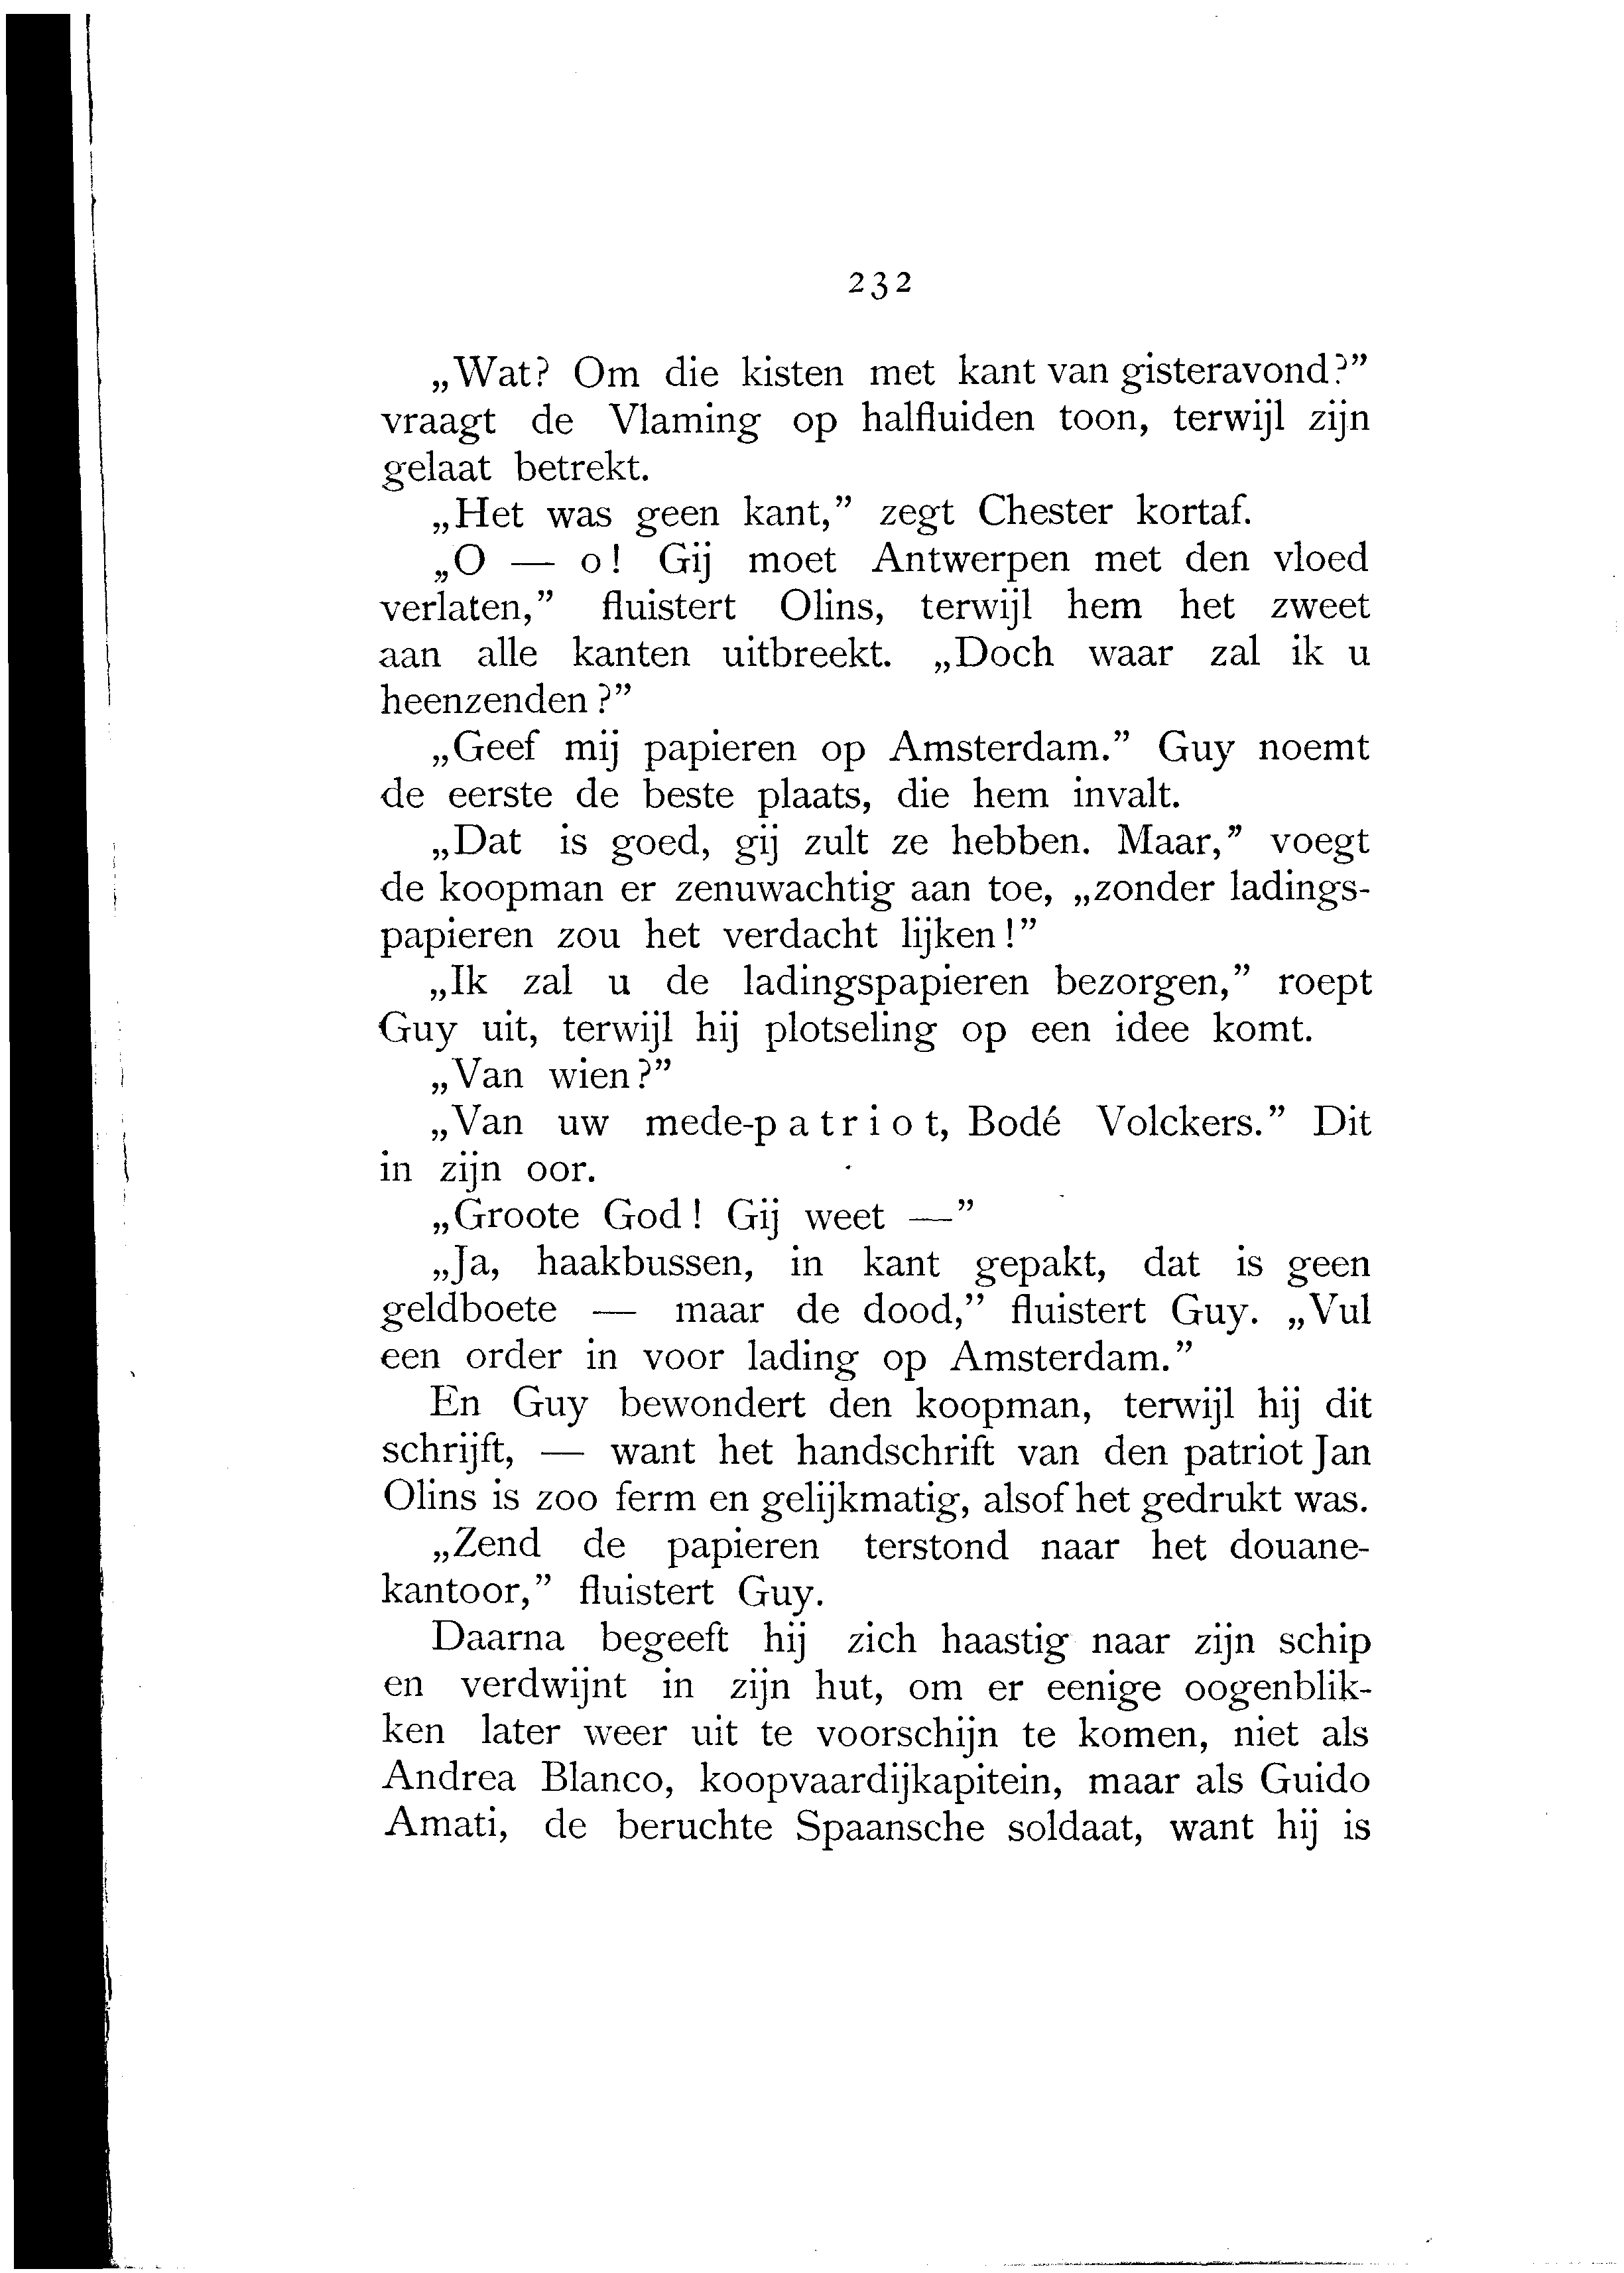 232
„Wat? Om die kisten met kant van gisteravond?”
vraagt de Vlaming op halfluiden toon, terwijl zijn
gelaat betrekt.
„Het was geen kant,” zegt Chester kortaf.
„O — o! Gij moet Antwerpen met den vloed
verlaten,” fluistert Olins, terwijl hem het zweet
aan alle kanten uitbreekt. „Doch waar zal ik u
heenzenden?”
„Geef mij papieren op Amsterdam.” Guy noemt
de eerste de beste plaats, die hem invalt.
„Dat is goed, gij zult ze hebben. Maar,” voegt
de koopman er zenuwachtig aan toe, „zonder ladings-
papieren zou het verdacht lijken!”
„Ik zal u de ladingspapieren bezorgen,” roept
Guy uit, terwijl hij plotseling op een idee komt.
„Van wien?”
„Van uw mede-patriot, Bodé Volckers.” Dit
in zijn oor.
„Groote God! Gij weet —”
„Ja, haakbussen, in kant gepakt, dat is geen
geldboete — maar de dood,” fluistert Guy. „Vul
een order in voor lading op Amsterdam.”
En Guy bewondert den koopman, terwijl hij dit
schrijft, — want het handschrift van den patriot Jan
Olins is zoo ferm en gelijkmatig, alsof het gedrukt was.
„Zend de papieren terstond naar het douane-
kantoor,” fluistert Guy.
Daarna begeeft hij zich haastig naar zijn schip
en verdwijnt in zijn hut, om er eenige oogenblik-
ken later weer uit te voorschijn te komen, niet als
Andrea Blanco, koopvaardijkapitein, maar als Guido
Amati, de beruchte Spaansche soldaat, want hij is